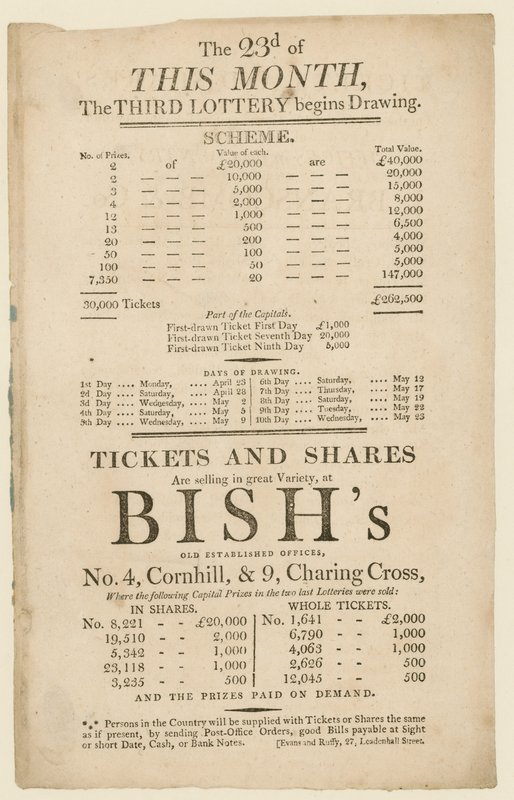 The 23d of
THIS MONTH,
The THIRD LOTTERY begins Drawing.
SCHEME.
No. of Prizes. Value of each. Total Value.
2 of £20,000 are £40,000
2 — — — 10,000 — — — 20,000
3 — — — 5,000 — — — 15,000
4 — — — 2,000 — — — 8,000
12 — — — 1,000 — — — 12,000
13 — — — 500 — — — 6,500
20 — — — 200 — — — 4,000
50 — — — 100 — — — 5,000
100 — — — 50 — — — 5,000
7,350 — — — 20 — — — 147,000
30,000 Tickets £262,500
Part of the Capitals.
First-drawn Ticket First Day £1,000
First-drawn Ticket Seventh Day 20,000
First-drawn Ticket Ninth Day 5,000
DAYS OF DRAWING.
1st Day .... Monday, .... April 23 | 6th Day .... Saturday, .... May 12
2d Day .... Saturday, .... April 28 | 7th Day .... Thursday, .... May 17
3d Day .... Wednesday, .... May 2 | 8th Day .... Saturday, .... May 19
4th Day .... Saturday, .... May 5 | 9th Day .... Tuesday, .... May 22
5th Day .... Wednesday, .... May 9 | 10th Day .... Wednesday, .... May 23
TICKETS AND SHARES
Are selling in great Variety, at
BISH's
OLD ESTABLISHED OFFICES,
No. 4, Cornhill, & 9, Charing Cross,
Where the following Capital Prizes in the two last Lotteries were sold:
IN SHARES. WHOLE TICKETS.
No. 8,221 - - £20,000 | No. 1,641 - - £2,000
19,510 - - 2,000 | 6,790 - - 1,000
5,342 - - 1,000 | 4,063 - - 1,000
23,118 - - 1,000 | 2,626 - - 500
3,235 - - 500 | 12,045 - - 500
AND THE PRIZES PAID ON DEMAND.
*⁎* Persons in the Country will be supplied with Tickets or Shares the same
as if present, by sending Post-Office Orders, good Bills payable at Sight
or short Date, Cash, or Bank Notes. [Evans and Ruffy, 27, Leadenhall Street.